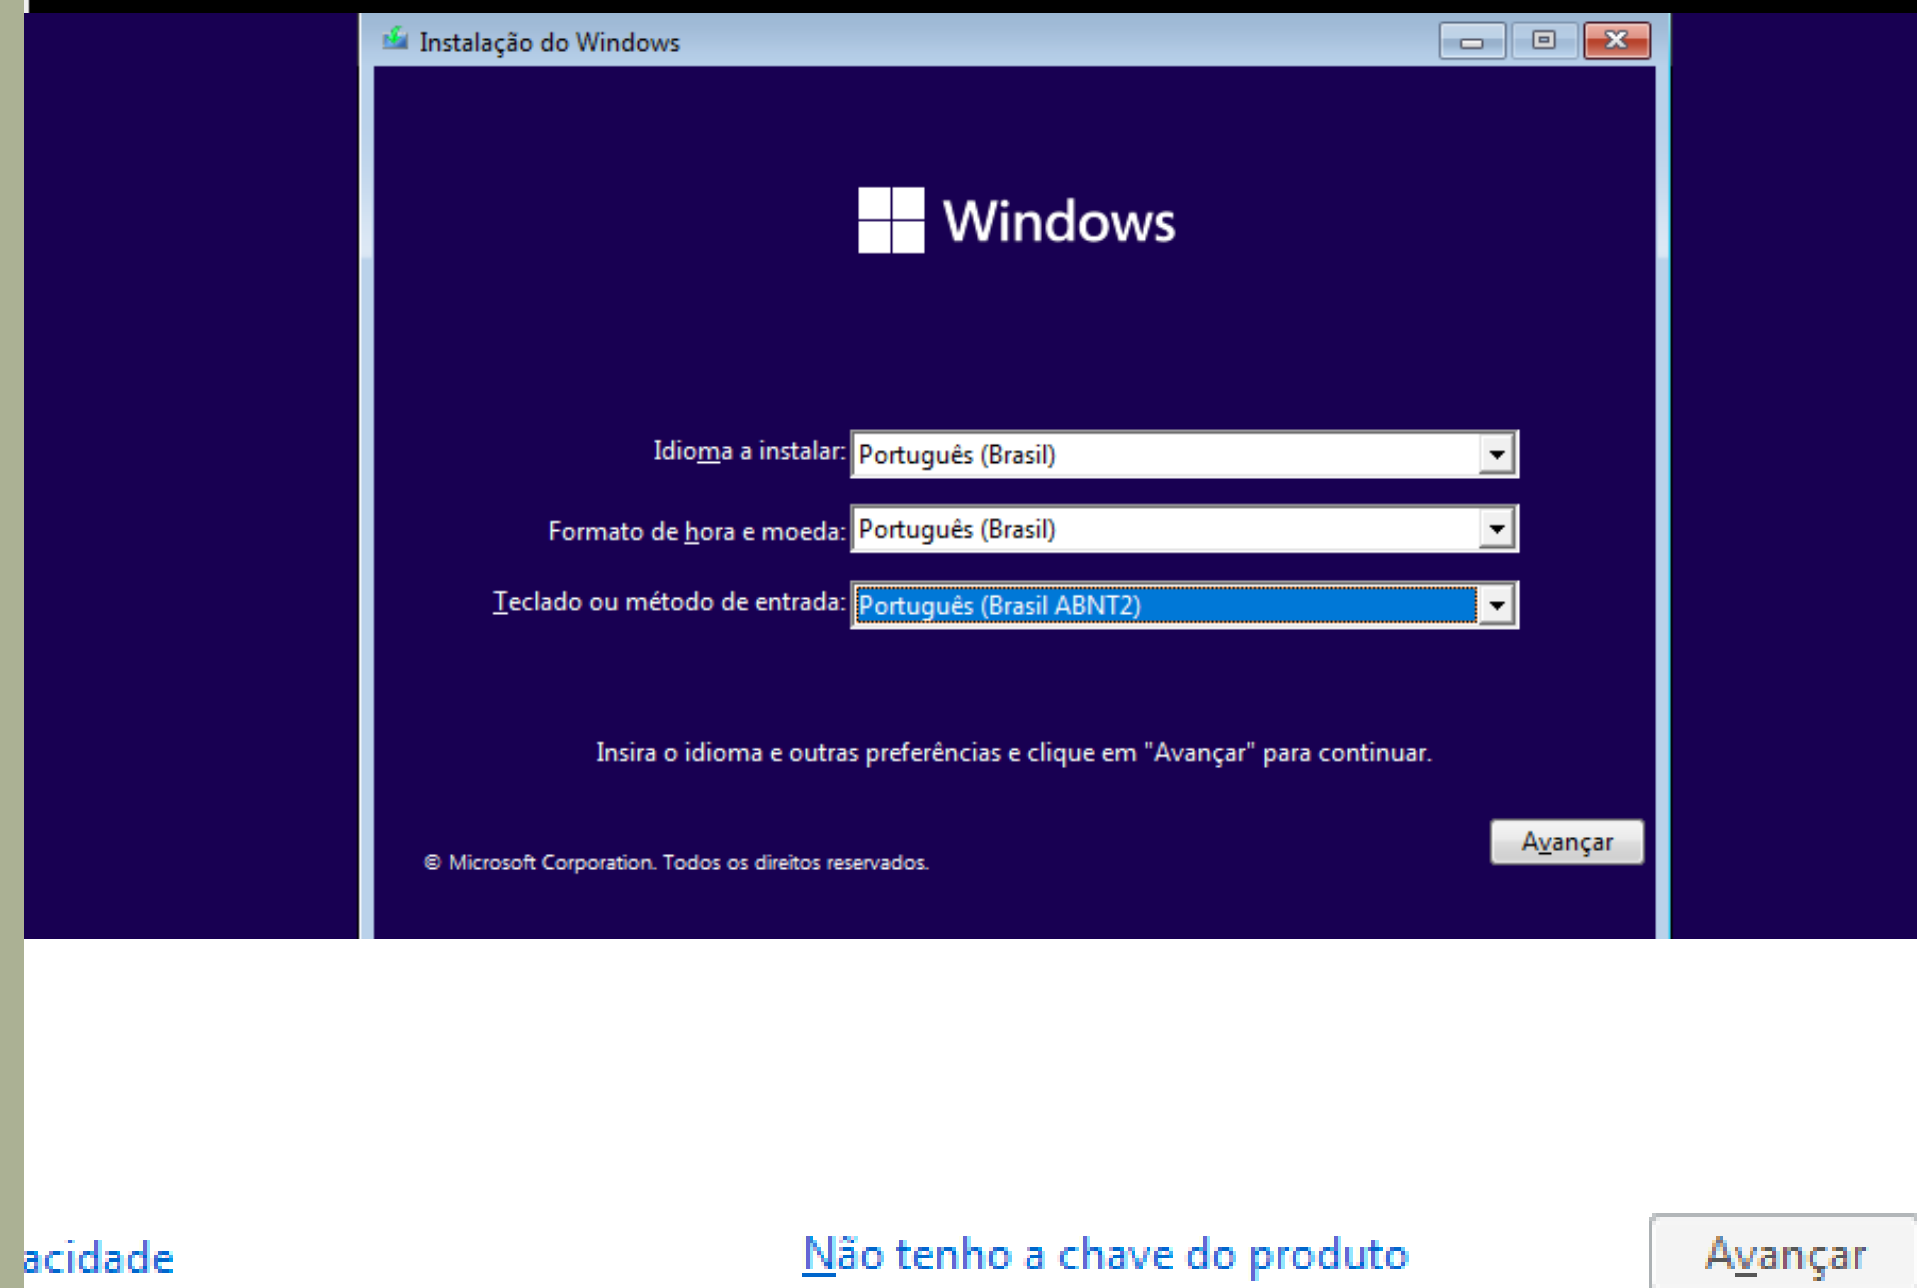 Instalação do Windows
Windows
Idioma a instalar: Português (Brasil)
Formato de hora e moeda: Português (Brasil)
Teclado ou método de entrada: Português (Brasil ABNT2)
Insira o idioma e outras preferências e clique em "Avançar" para continuar.
Avançar
© Microsoft Corporation. Todos os direitos reservados.
acidade Não tenho a chave do produto Avançar